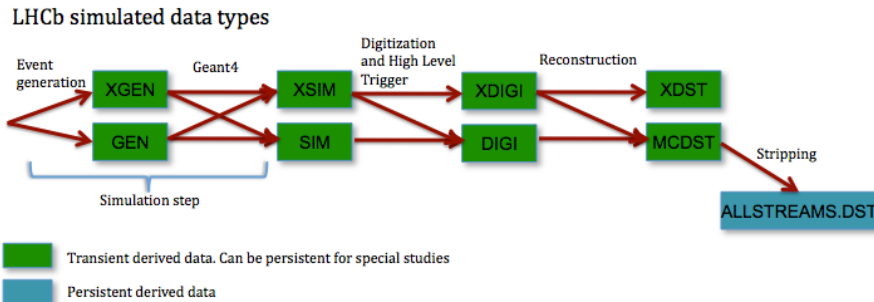 LHCb simulated data types
Event
generation
Geant4
Digitization
and High Level
Trigger
Reconstruction
XGEN
XSIM
XDIGI
XDST
GEN
SIM
DIGI
MCDST
Stripping
Simulation step
ALLSTREAMS.DST
Transient derived data. Can be persistent for special studies
Persistent derived data